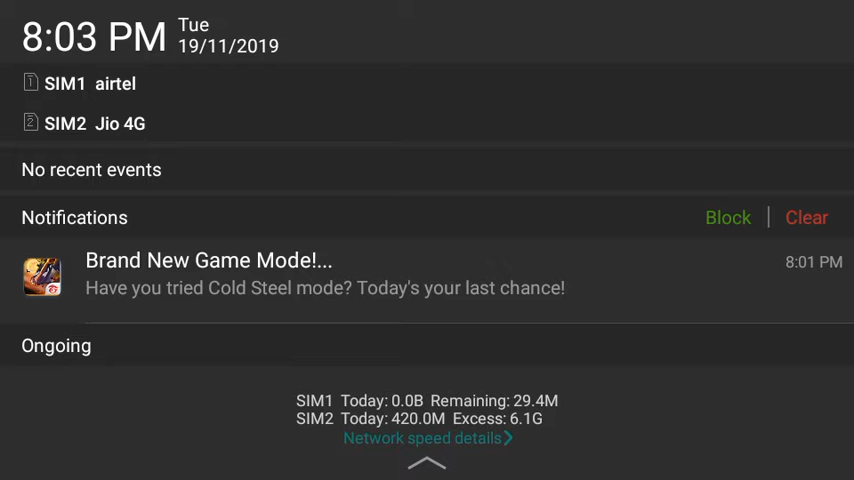 8:03 PM
Tue
19/11/2019
1 SIM1 airtel
2 SIM2 Jio 4G
No recent events
Notifications
Block | Clear
Brand New Game Mode!...
8:01 PM
Have you tried Cold Steel mode? Today's your last chance!
Ongoing
SIM1 Today: 0.0B Remaining: 29.4M
SIM2 Today: 420.0M Excess: 6.1G
Network speed details